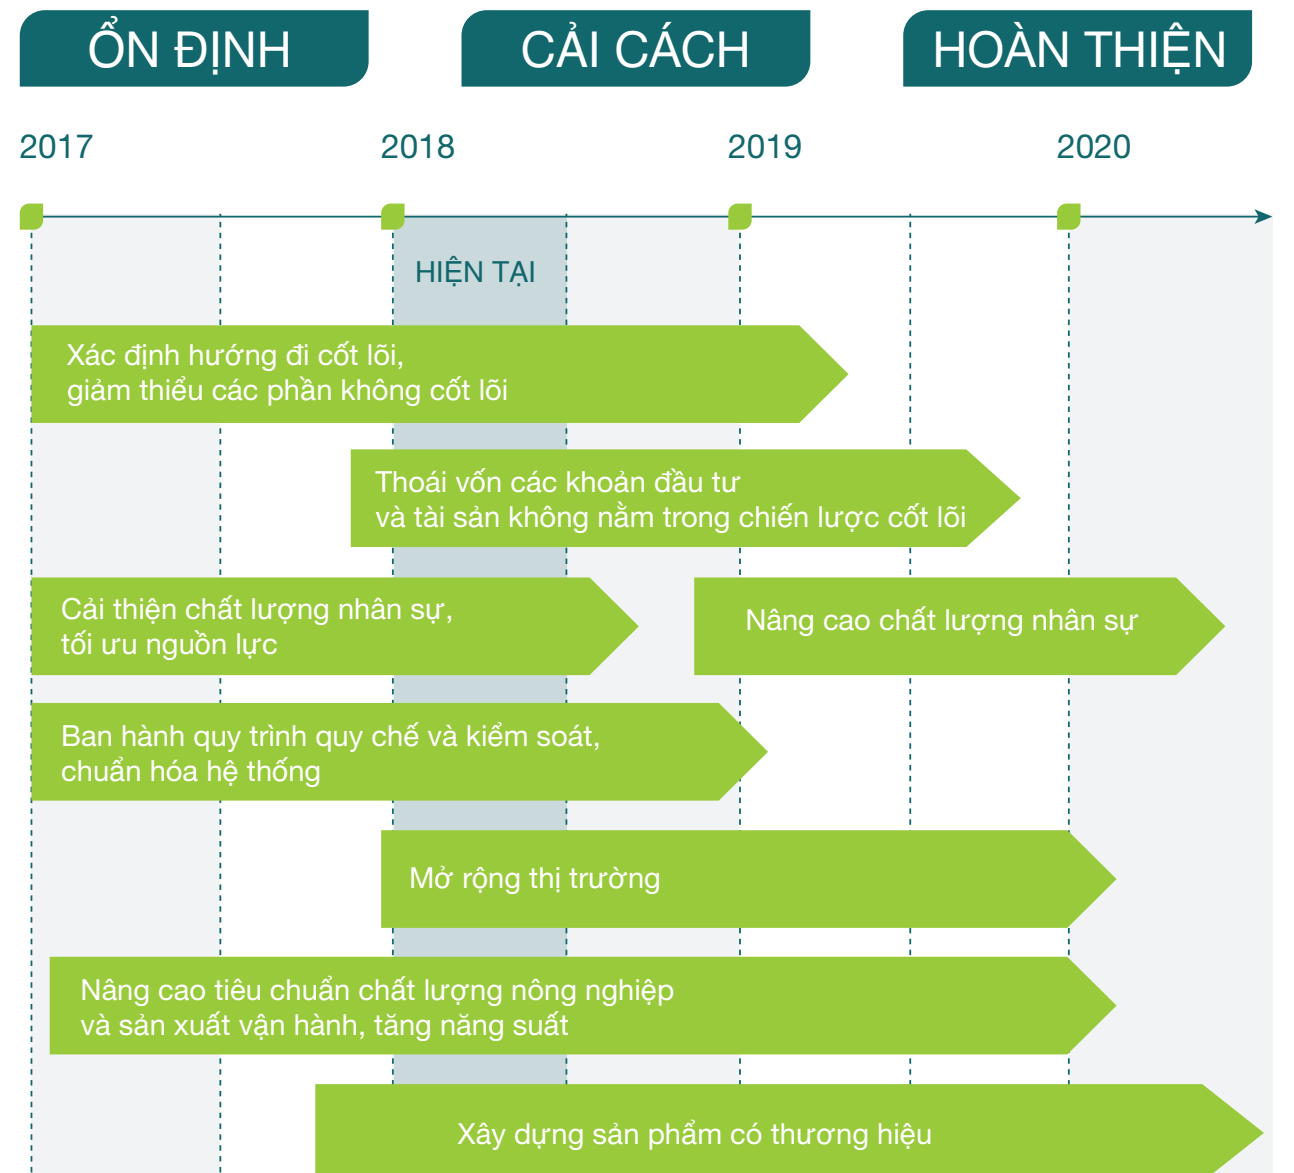 ỔN ĐỊNH
CẢI CÁCH
HOÀN THIỆN
2017
2018
2019
2020
HIỆN TẠI
Xác định hướng đi cốt lõi,
giảm thiểu các phần không cốt lõi
Thoái vốn các khoản đầu tư
và tài sản không nằm trong chiến lược cốt lõi
Cải thiện chất lượng nhân sự,
tối ưu nguồn lực
Nâng cao chất lượng nhân sự
Ban hành quy trình quy chế và kiểm soát,
chuẩn hóa hệ thống
Mở rộng thị trường
Nâng cao tiêu chuẩn chất lượng nông nghiệp
và sản xuất vận hành, tăng năng suất
Xây dựng sản phẩm có thương hiệu